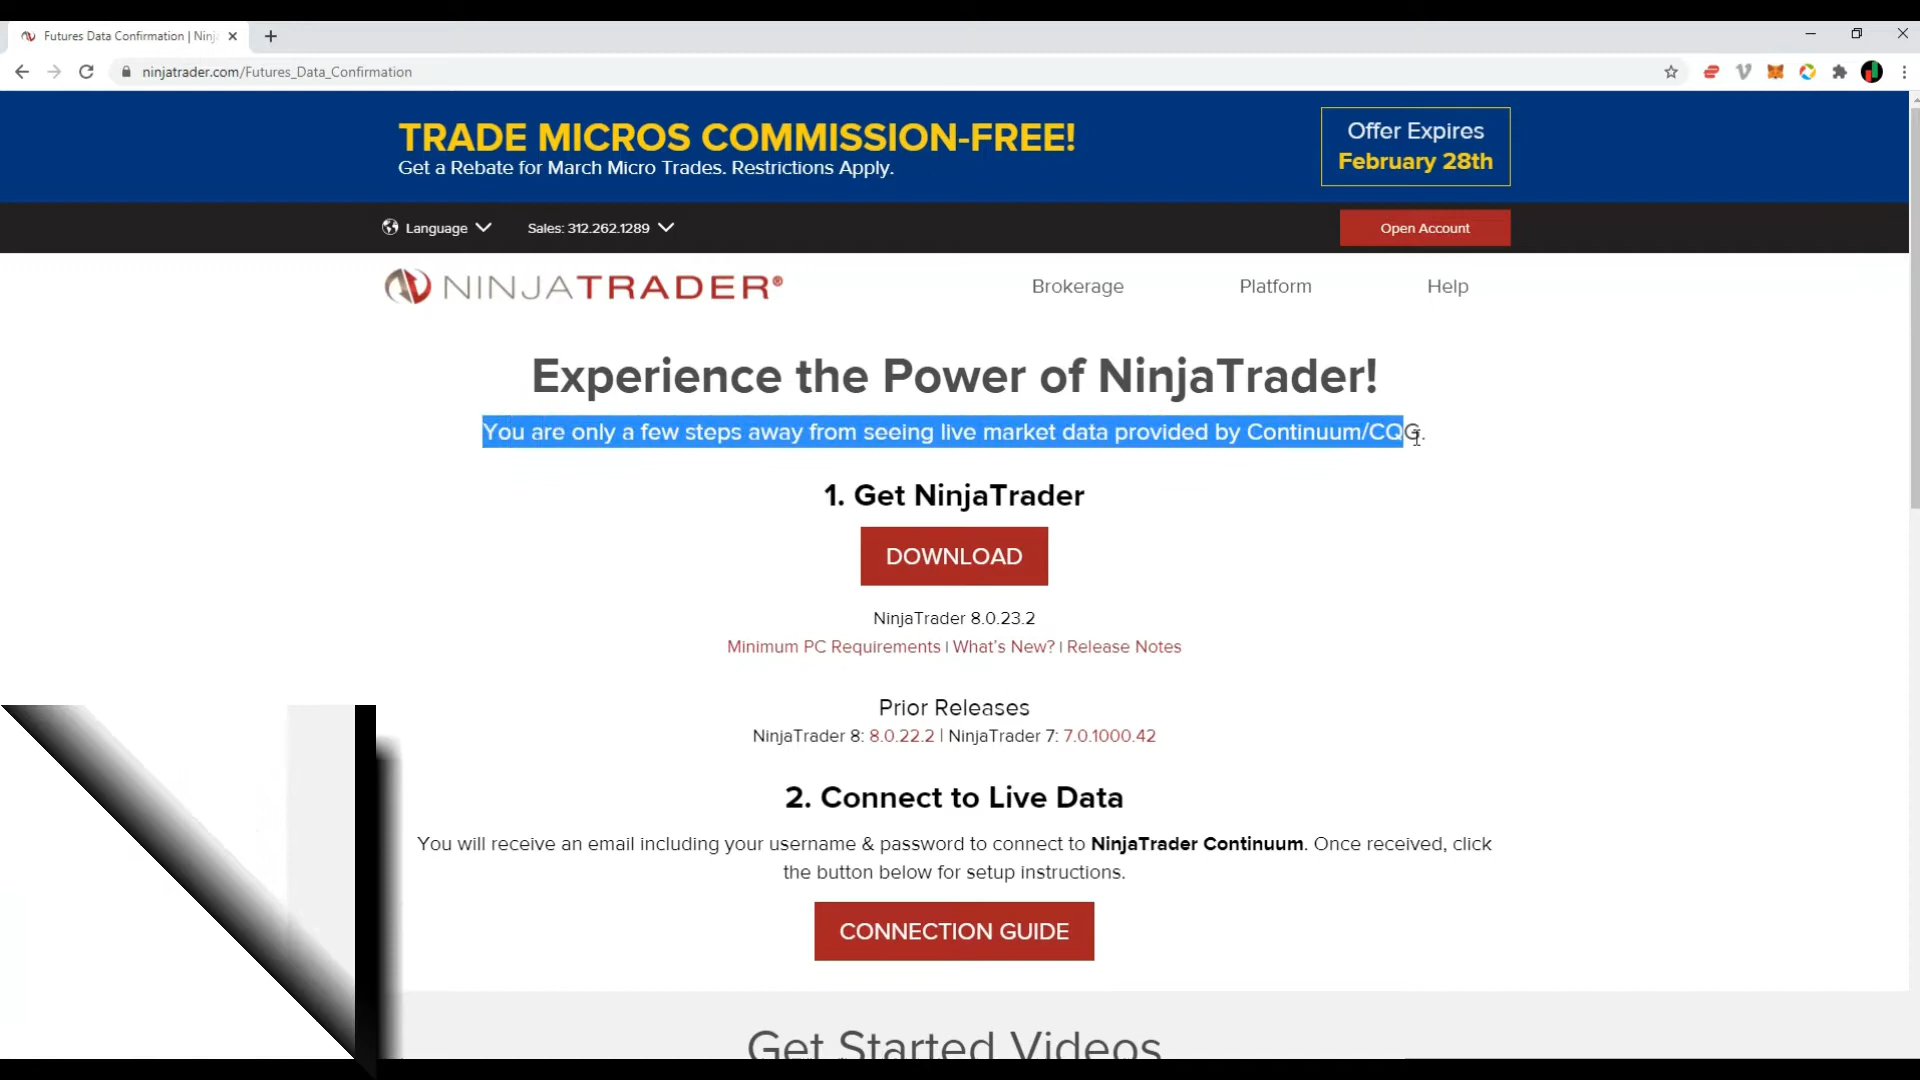 Futures Data Confirmation | Ninj
ninjatrader.com/Futures_Data_Confirmation
TRADE MICROS COMMISSION-FREE!
Get a Rebate for March Micro Trades. Restrictions Apply.
Offer Expires
February 28th
Language
Sales: 312.262.1289
Open Account
NINJATRADER®
Brokerage
Platform
Help
Experience the Power of NinjaTrader!
You are only a few steps away from seeing live market data provided by Continuum/CQG.
1. Get NinjaTrader
DOWNLOAD
NinjaTrader 8.0.23.2
Minimum PC Requirements | What's New? | Release Notes
Prior Releases
NinjaTrader 8: 8.0.22.2 | NinjaTrader 7: 7.0.1000.42
2. Connect to Live Data
You will receive an email including your username & password to connect to NinjaTrader Continuum. Once received, click
the button below for setup instructions.
CONNECTION GUIDE
Get Started Videos